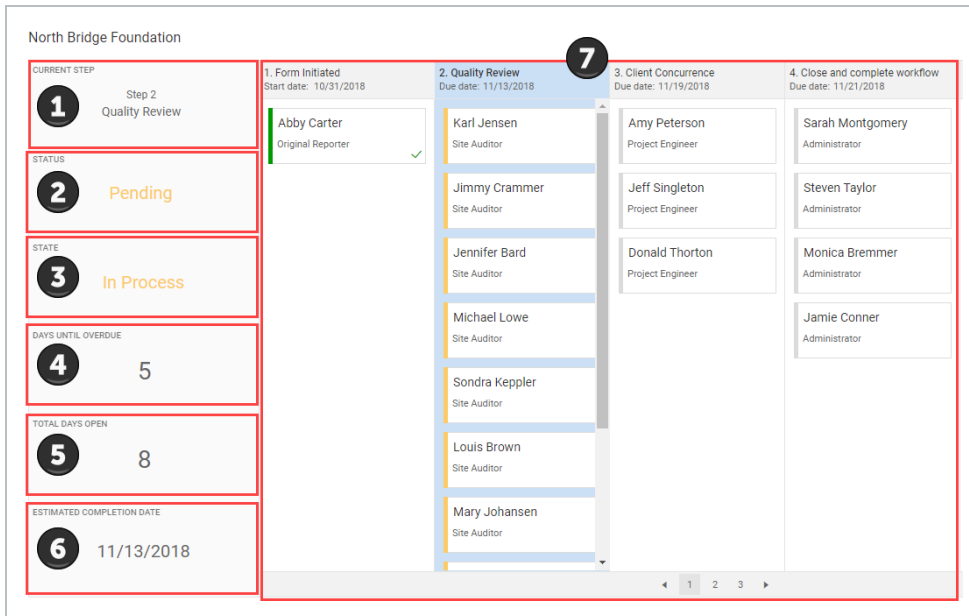 North Bridge Foundation
CURRENT STEP
1
Step 2
Quality Review
STATUS
2
Pending
STATE
3
In Process
DAYS UNTIL OVERDUE
4
5
TOTAL DAYS OPEN
5
8
ESTIMATED COMPLETION DATE
6
11/13/2018
7
1. Form Initiated
Start date: 10/31/2018
Abby Carter
Original Reporter
2. Quality Review
Due date: 11/13/2018
Karl Jensen
Site Auditor
Jimmy Crammer
Site Auditor
Jennifer Bard
Site Auditor
Michael Lowe
Site Auditor
Sondra Keppler
Site Auditor
Louis Brown
Site Auditor
Mary Johansen
Site Auditor
3. Client Concurrence
Due date: 11/19/2018
Amy Peterson
Project Engineer
Jeff Singleton
Project Engineer
Donald Thorton
Project Engineer
4. Close and complete workflow
Due date: 11/21/2018
Sarah Montgomery
Administrator
Steven Taylor
Administrator
Monica Bremmer
Administrator
Jamie Conner
Administrator
1 2 3